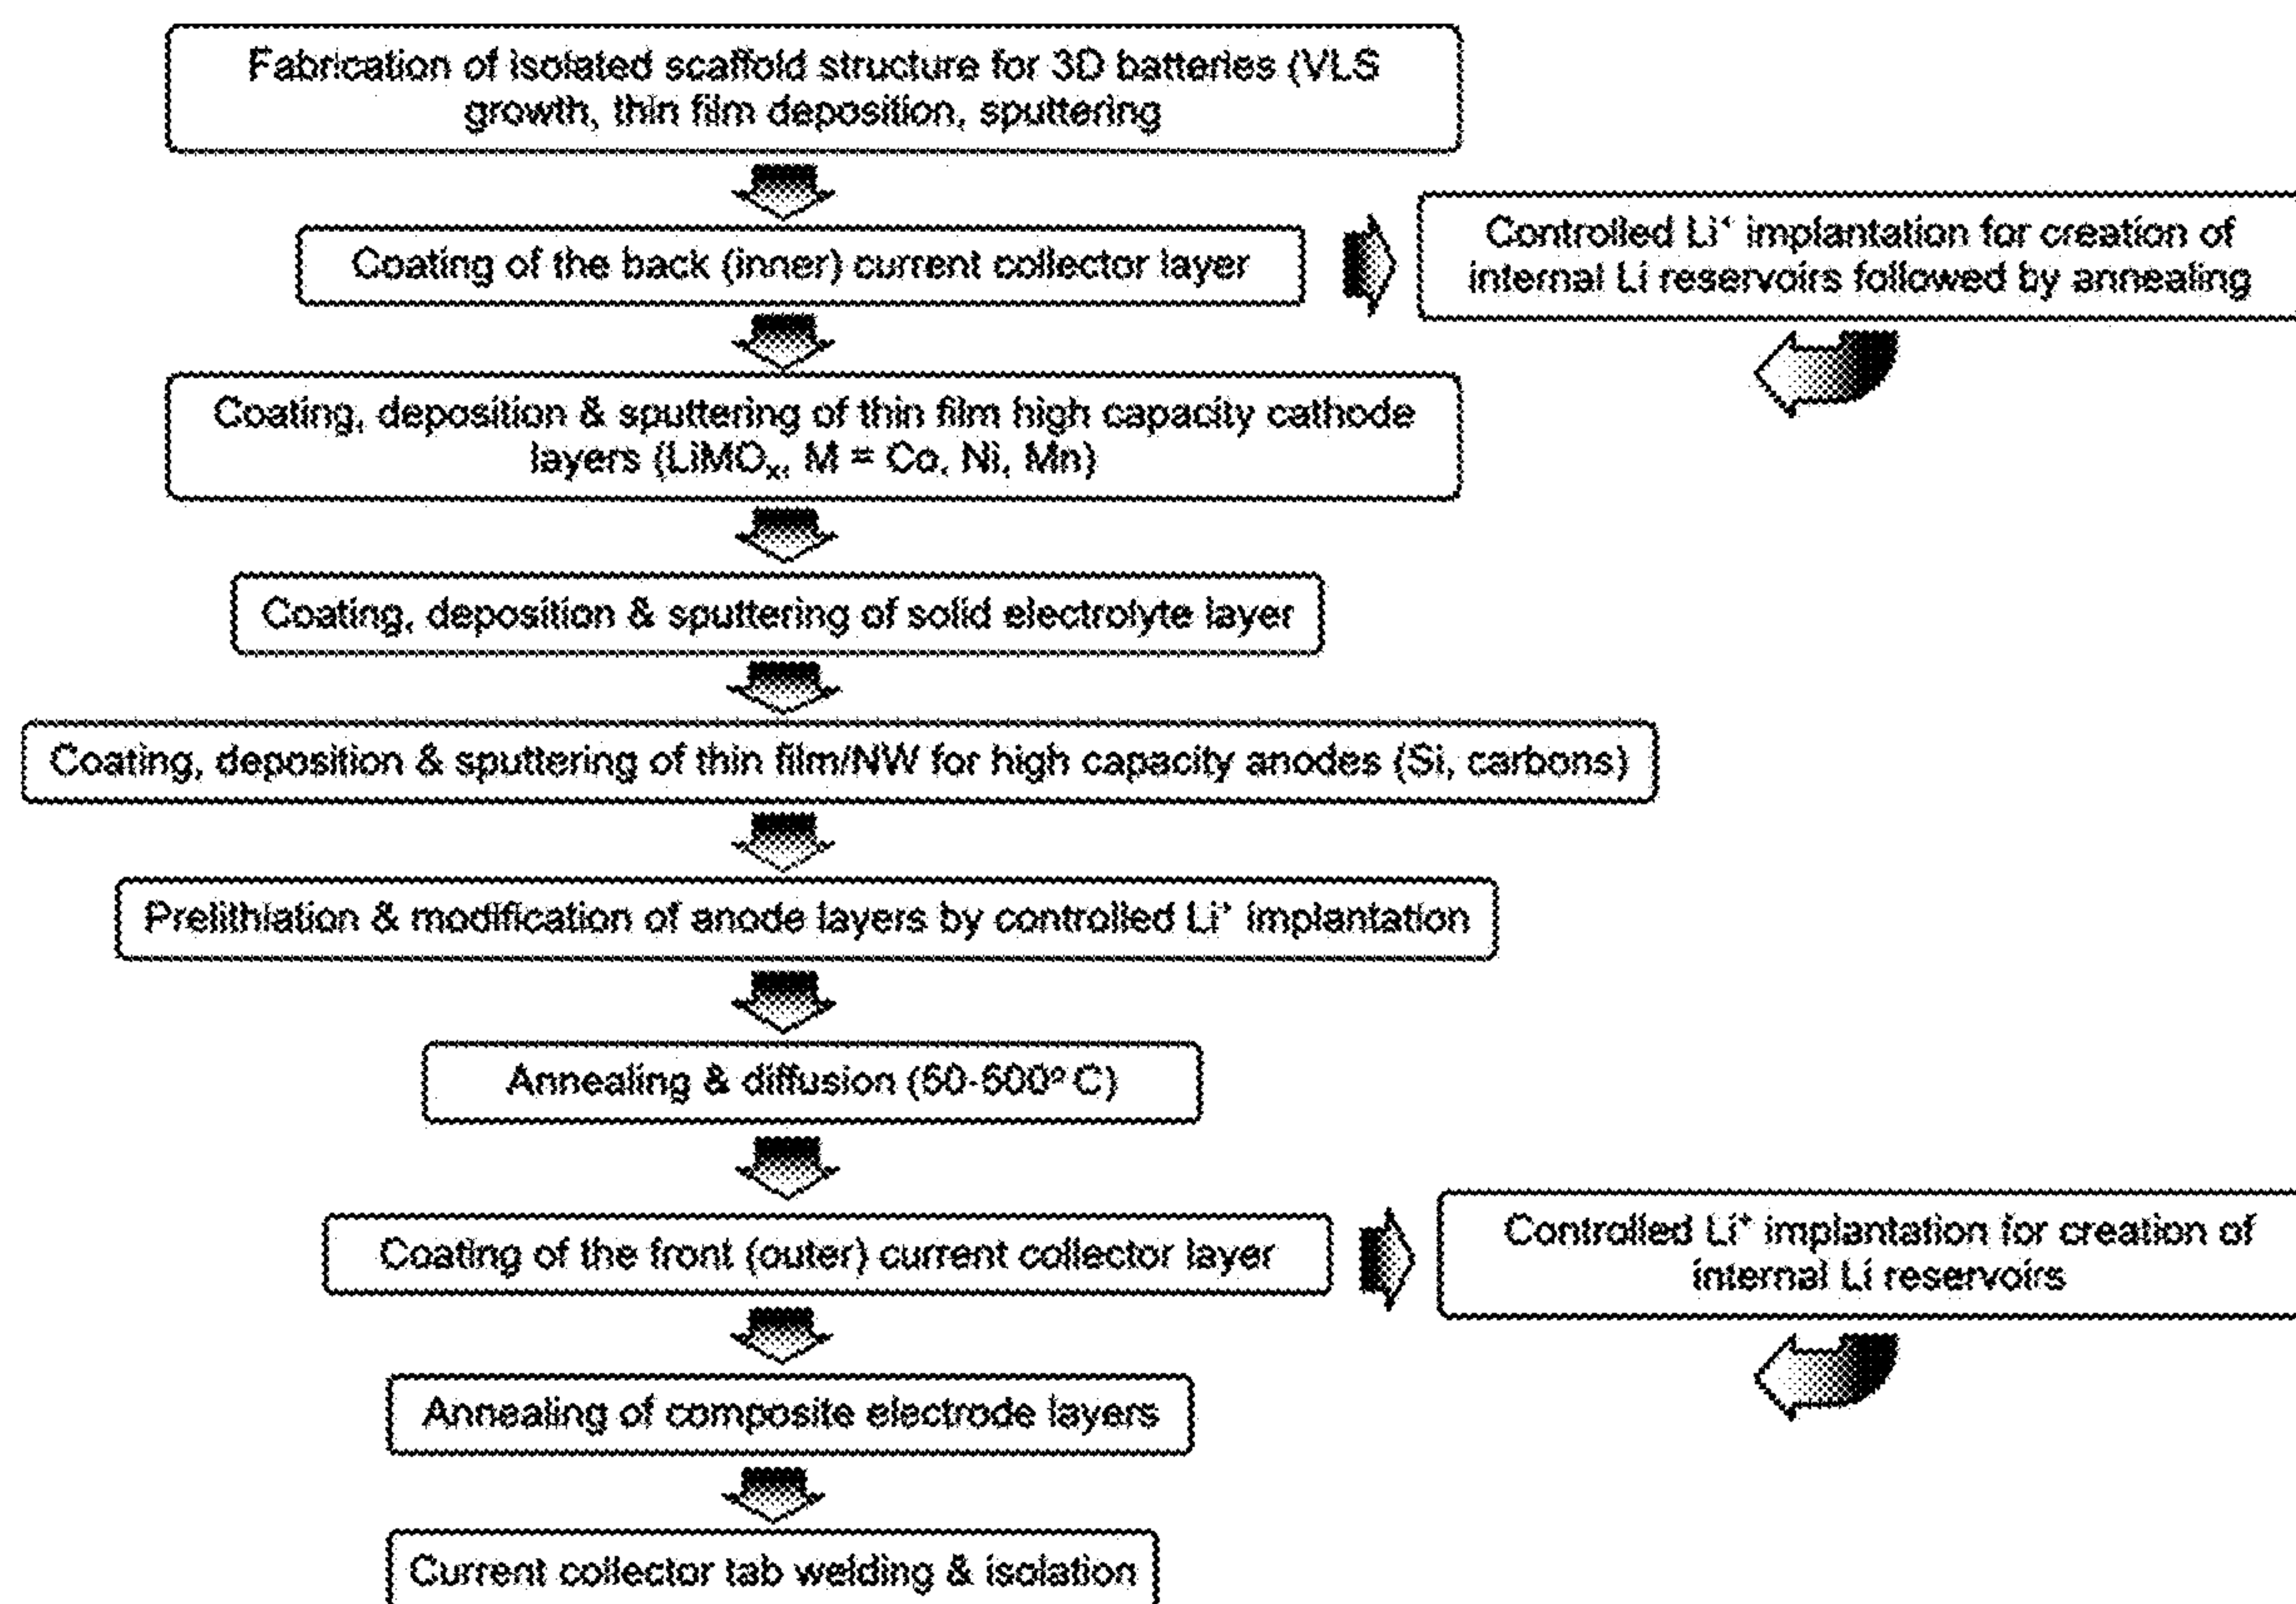 Fabrication of isolated scaffold structure for 3D batteries (VLS
growth, thin film deposition, sputtering
Coating of the back (inner) current collector layer
Controlled Li⁺ implantation for creation of
internal Li reservoirs followed by annealing
Coating, deposition & sputtering of thin film high capacity cathode
layers (LiMOₓ, M = Co, Ni, Mn)
Coating, deposition & sputtering of solid electrolyte layer
Coating, deposition & sputtering of thin film/NW for high capacity anodes (Si, carbons)
Prelithiation & modification of anode layers by controlled Li⁺ implantation
Annealing & diffusion (50-500º C)
Coating of the front (outer) current collector layer
Controlled Li⁺ implantation for creation of
internal Li reservoirs
Annealing of composite electrode layers
Current collector tab welding & isolation